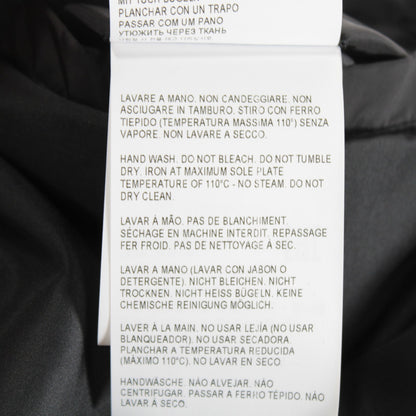 MIT TUCH BÜGELN
PLANCHAR CON UN TRAPO
PASSAR COM UM PANO
УТЮЖИТЬ ЧЕРЕЗ ТКАНЬ
LAVARE A MANO. NON CANDEGGIARE. NON
ASCIUGARE IN TAMBURO. STIRO CON FERRO
TIEPIDO (TEMPERATURA MASSIMA 110°) SENZA
VAPORE. NON LAVARE A SECCO.
HAND WASH. DO NOT BLEACH. DO NOT TUMBLE
DRY. IRON AT MAXIMUM SOLE PLATE
TEMPERATURE OF 110°C - NO STEAM. DO NOT
DRY CLEAN.
LAVAR À MÃO. PAS DE BLANCHIMENT.
SÉCHAGE EN MACHINE INTERDIT. REPASSAGE
FER FROID. PAS DE NETTOYAGE À SEC.
LAVAR A MANO (LAVAR CON JABON O
DETERGENTE). NICHT BLEICHEN. NICHT
TROCKNEN. NICHT HEISS BÜGELN. KEINE
CHEMISCHE REINIGUNG MÖGLICH.
LAVER À LA MAIN. NO USAR LEJÍA (NO USAR
BLANQUEADOR). NO USAR SECADORA
PLANCHAR A TEMPERATURA REDUCIDA
(MÁXIMO 110°C). NO LAVAR EN SECO.
HANDWÄSCHE. NÃO ALVEJAR. NÃO
CENTRIFUGAR. PASSAR A FERRO TÉPIDO. NÃO
LAVAR A SECO.